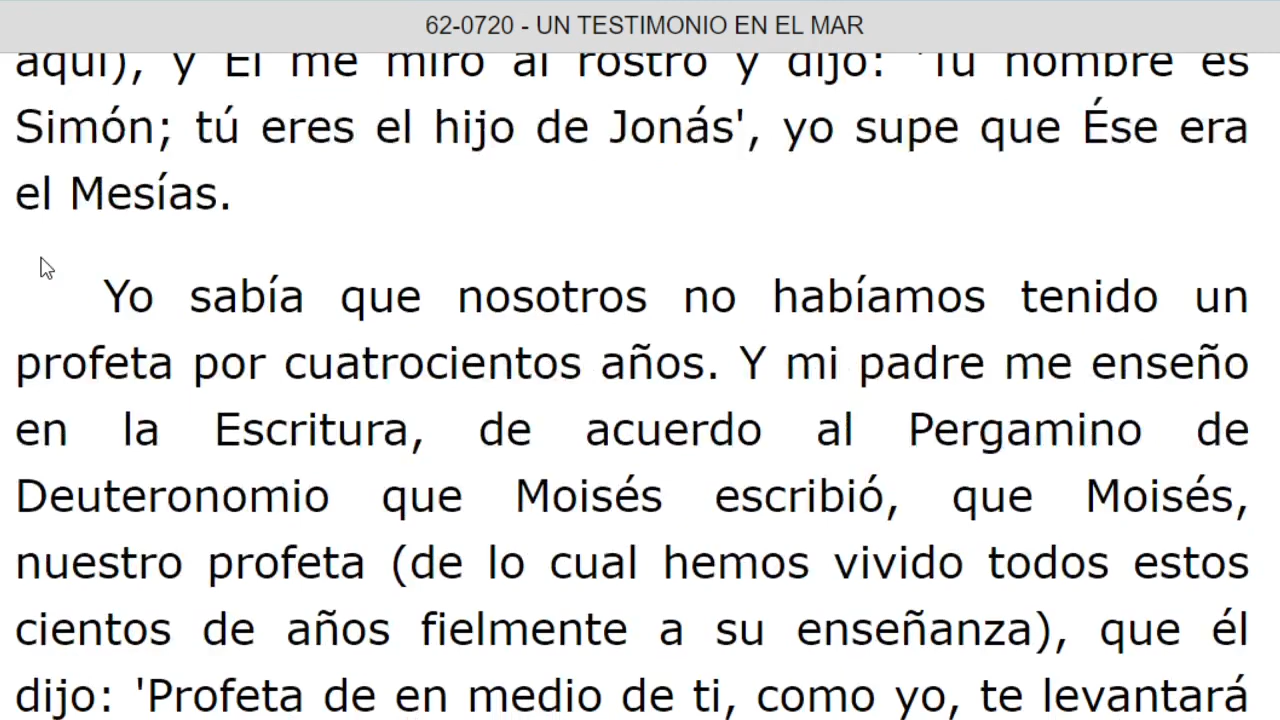 62-0720 - UN TESTIMONIO EN EL MAR
aquí), y Él me miró al rostro y dijo: 'Tu nombre es
Simón; tú eres el hijo de Jonás', yo supe que Ése era
el Mesías.
Yo sabía que nosotros no habíamos tenido un
profeta por cuatrocientos años. Y mi padre me enseño
en la Escritura, de acuerdo al Pergamino de
Deuteronomio que Moisés escribió, que Moisés,
nuestro profeta (de lo cual hemos vivido todos estos
cientos de años fielmente a su enseñanza), que él
dijo: 'Profeta de en medio de ti, como yo, te levantará